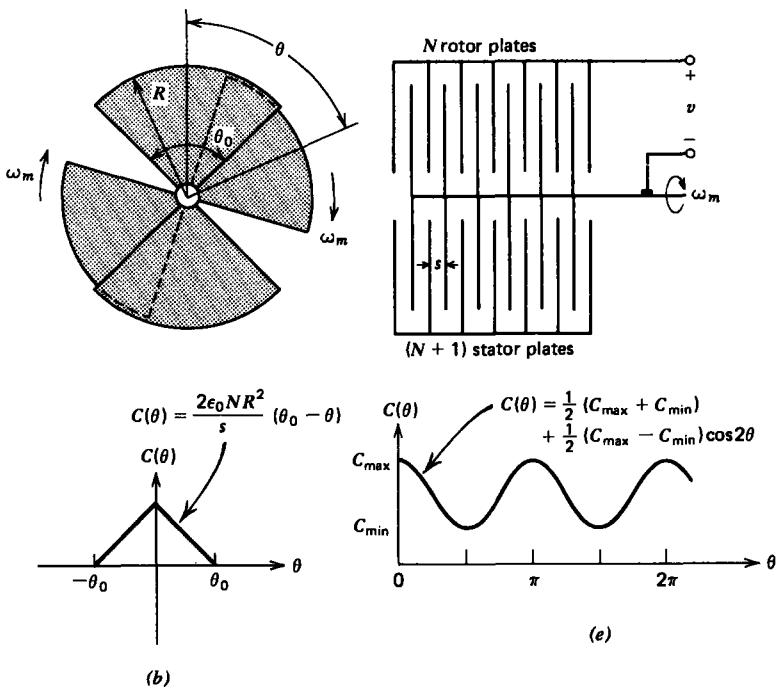 θ
N rotor plates
R
θ₀
+
v
−
ωₘ
ωₘ
ωₘ
s
(N + 1) stator plates
C(θ) = 2ϵ₀NR²/s (θ₀ − θ)
C(θ)
θ
−θ₀
θ₀
(b)
C(θ)
C(θ) = ½ (Cmax + Cmin)
+ ½ (Cmax − Cmin) cos2θ
Cmax
Cmin
θ
0
π
2π
(e)